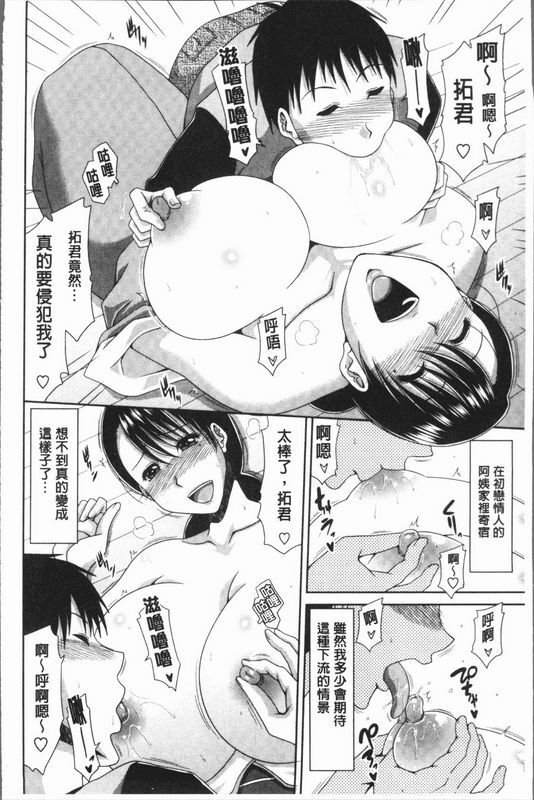 啊～
啊嗯
♡
拓君
♡
啾
滋嚕嚕嚕嚕
咕哩
咕哩
拓君竟然…
真的要侵犯我了
♡
啊
呼唔
在初戀情人的
阿姨家裡寄宿
啊嗯
啊
♡
太棒了，拓君
想不到真的變成
這樣子了…
咕哩
咕哩
滋嚕嚕嚕
啾
啊～呼啊嗯～
♡
呼啊
啊
雖然我多少會期待
這種下流的情景